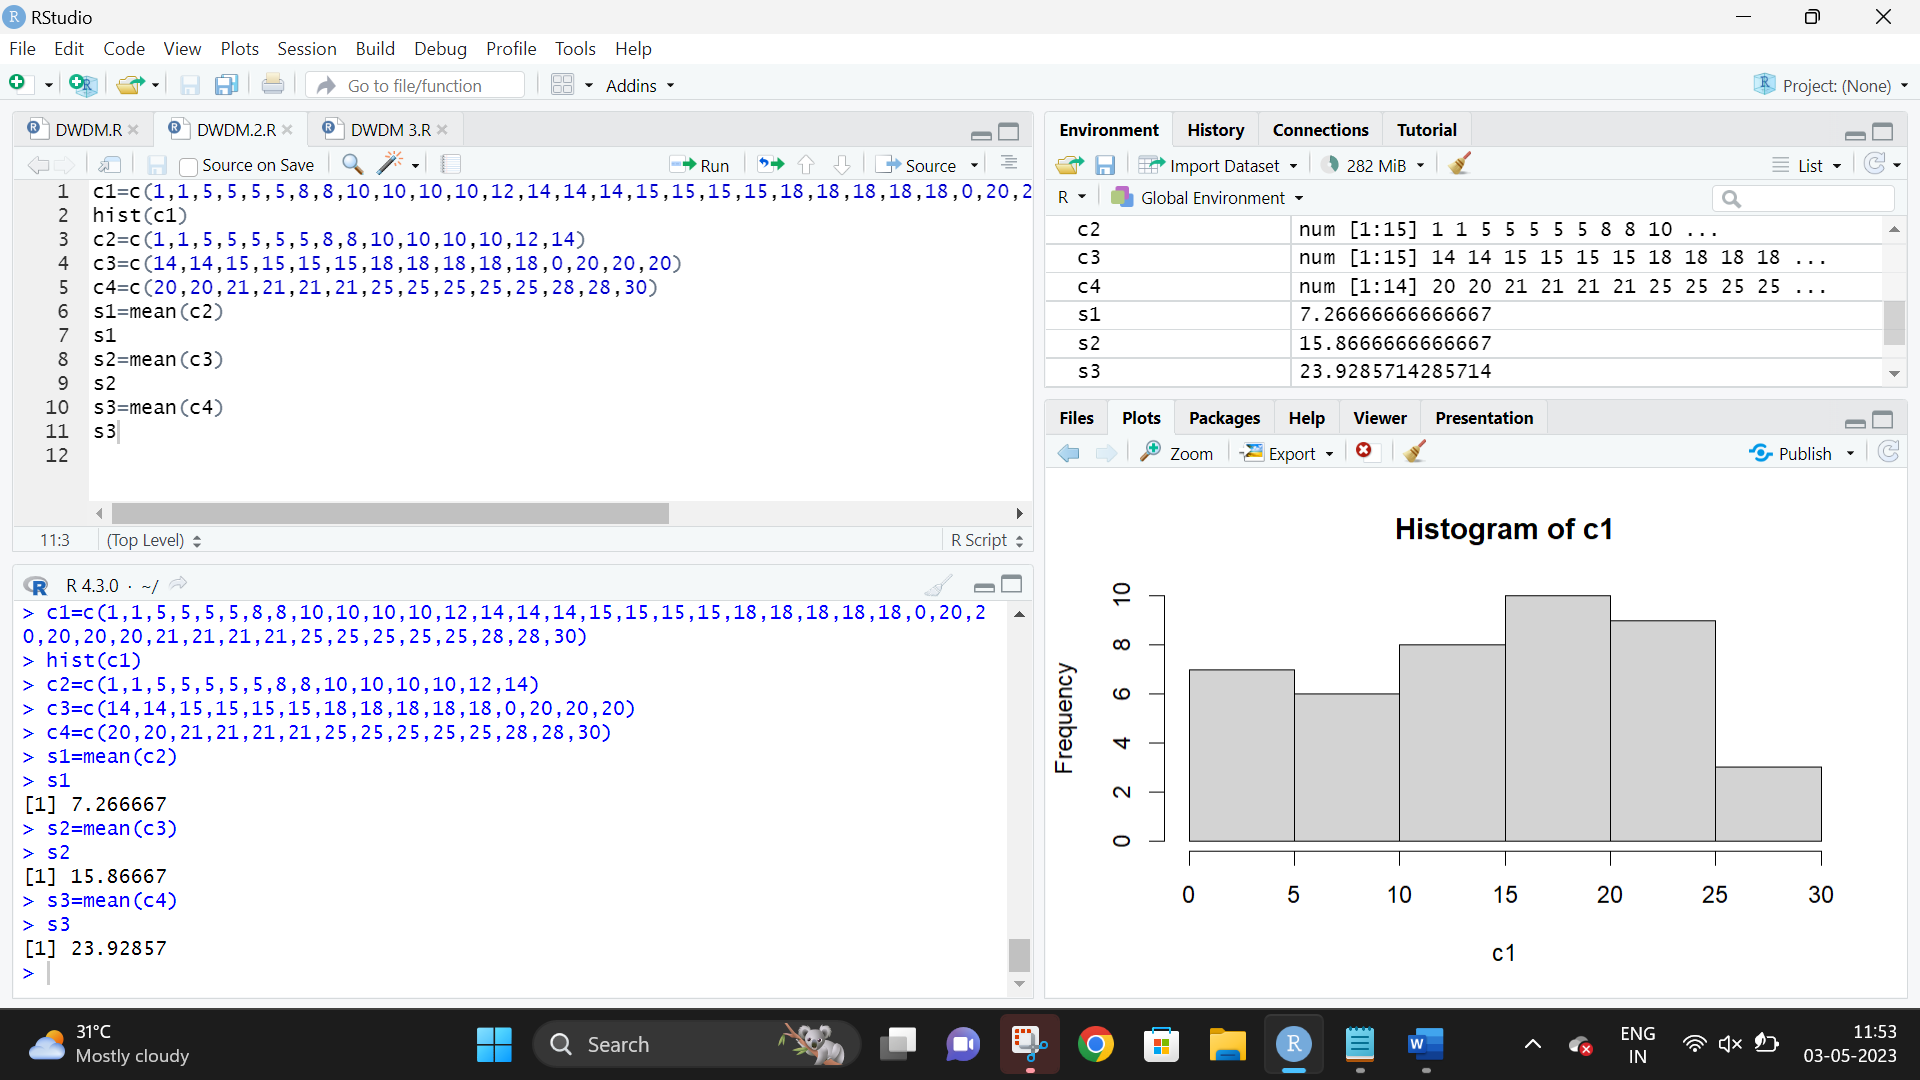 RStudio
File Edit Code View Plots Session Build Debug Profile Tools Help
Go to file/function Addins Project: (None)
DWDM.R DWDM.2.R DWDM 3.R
Source on Save Run Source
1 c1=c(1,1,5,5,5,5,8,8,10,10,10,10,12,14,14,14,15,15,15,15,18,18,18,18,18,0,20,2
2 hist(c1)
3 c2=c(1,1,5,5,5,5,5,8,8,10,10,10,10,12,14)
4 c3=c(14,14,15,15,15,15,18,18,18,18,18,0,20,20,20)
5 c4=c(20,20,21,21,21,21,25,25,25,25,25,28,28,30)
6 s1=mean(c2)
7 s1
8 s2=mean(c3)
9 s2
10 s3=mean(c4)
11 s3
12
11:3 (Top Level) R Script
R 4.3.0 · ~/
> c1=c(1,1,5,5,5,5,8,8,10,10,10,10,12,14,14,14,15,15,15,15,18,18,18,18,18,0,20,2
0,20,20,20,21,21,21,21,25,25,25,25,25,28,28,30)
> hist(c1)
> c2=c(1,1,5,5,5,5,5,8,8,10,10,10,10,12,14)
> c3=c(14,14,15,15,15,15,18,18,18,18,18,0,20,20,20)
> c4=c(20,20,21,21,21,21,25,25,25,25,25,28,28,30)
> s1=mean(c2)
> s1
[1] 7.266667
> s2=mean(c3)
> s2
[1] 15.86667
> s3=mean(c4)
> s3
[1] 23.92857
>
Environment History Connections Tutorial
Import Dataset 282 MiB List
R Global Environment
c2 num [1:15] 1 1 5 5 5 5 5 8 8 10 ...
c3 num [1:15] 14 14 15 15 15 15 18 18 18 18 ...
c4 num [1:14] 20 20 21 21 21 21 25 25 25 25 ...
s1 7.26666666666667
s2 15.8666666666667
s3 23.9285714285714
Files Plots Packages Help Viewer Presentation
Zoom Export Publish
Histogram of c1
Frequency
10
8
6
4
2
0
0 5 10 15 20 25 30
c1
31°C
Mostly cloudy
Search
ENG
IN
11:53
03-05-2023